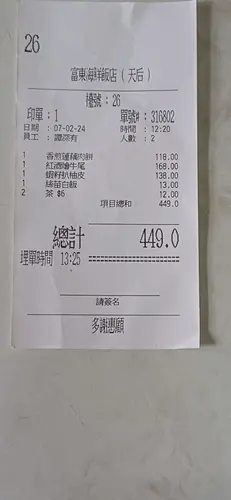 26
富東海鮮飯店 ( 天后 )
檯號 : 26
印單 : 1 單號# : 316802
日期 : 07-02-24 時間 : 12:20
員工 : 譚深有 人數 : 2
1 香煎蓮藕肉餅 118.00
1 紅酒燴牛尾 168.00
1 蝦籽扒柚皮 138.00
1 絲苗白飯 13.00
2 茶 $6 12.00
項目總和 449.0
總計 449.0
埋單時間 13:25 ===================
請簽名
多謝惠顧